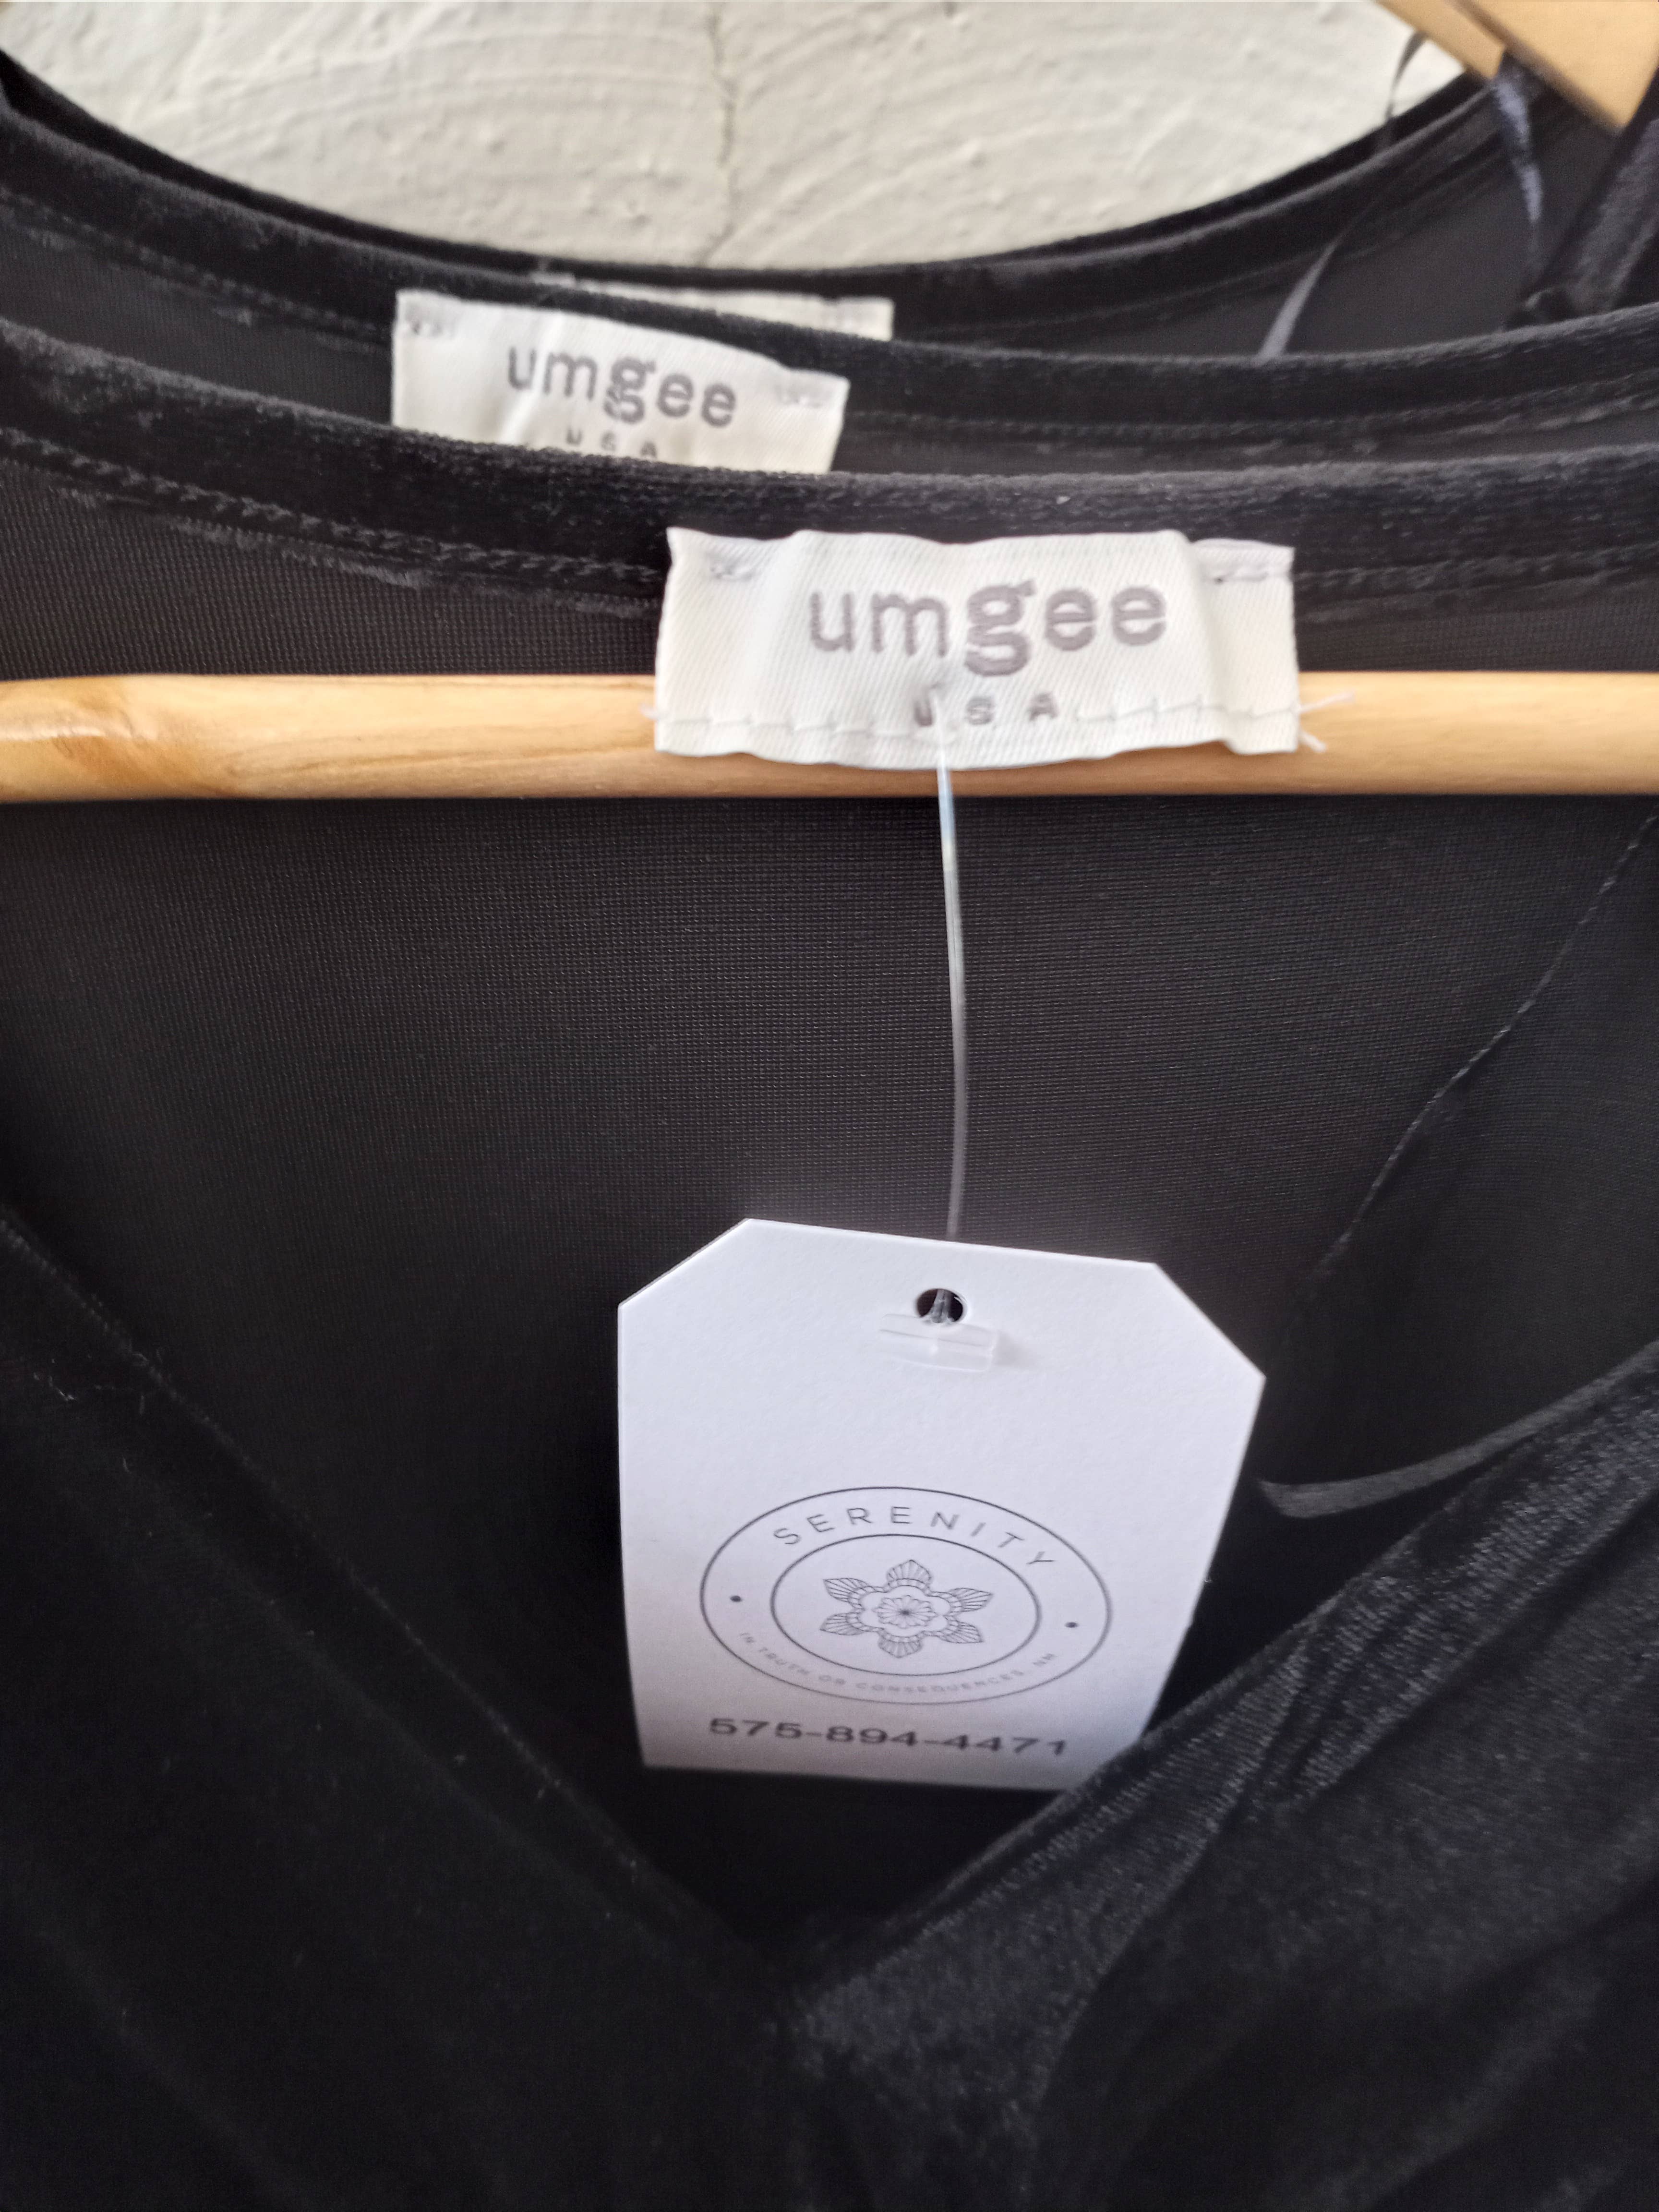 umgee
USA
umgee
USA
SERENITY
IN TRUTH OR CONSEQUENCES, NM
575-894-4471